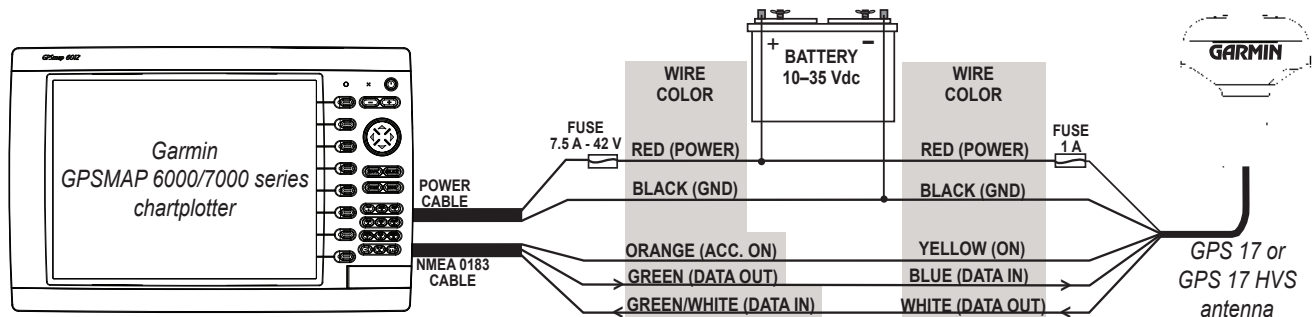 GPSmap 6012
Garmin
GPSMAP 6000/7000 series
chartplotter
POWER
CABLE
NMEA 0183
CABLE
FUSE
7.5 A - 42 V
WIRE
COLOR
RED (POWER)
BLACK (GND)
ORANGE (ACC. ON)
GREEN (DATA OUT)
GREEN/WHITE (DATA IN)
+ −
BATTERY
10–35 Vdc
WIRE
COLOR
RED (POWER)
BLACK (GND)
YELLOW (ON)
BLUE (DATA IN)
WHITE (DATA OUT)
FUSE
1 A
GARMIN
GPS 17 or
GPS 17 HVS
antenna